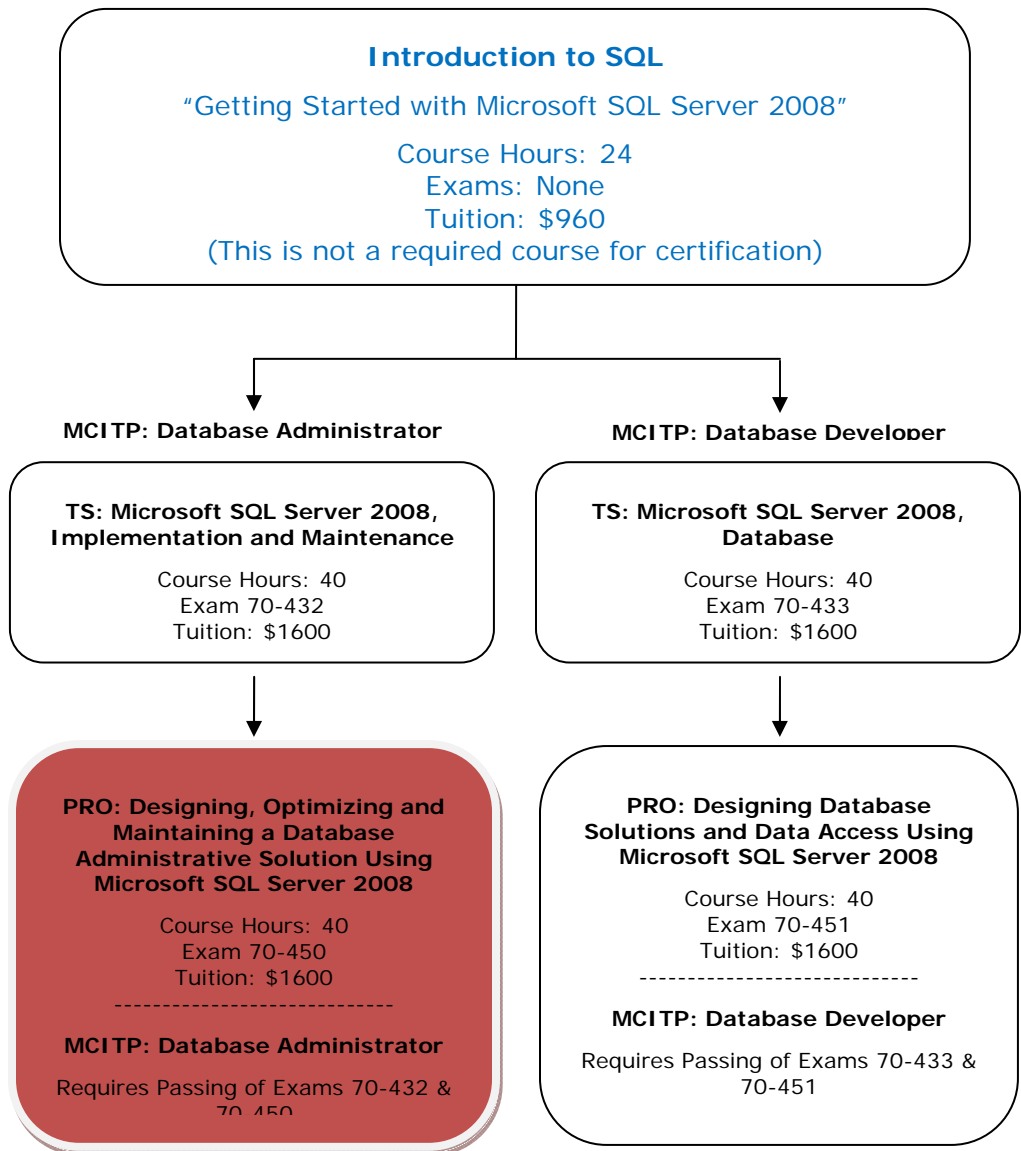 Introduction to SQL
“Getting Started with Microsoft SQL Server 2008”
Course Hours: 24
Exams: None
Tuition: $960
(This is not a required course for certification)
MCITP: Database Administrator
MCITP: Database Developer
TS: Microsoft SQL Server 2008,
Implementation and Maintenance
Course Hours: 40
Exam 70-432
Tuition: $1600
TS: Microsoft SQL Server 2008,
Database
Course Hours: 40
Exam 70-433
Tuition: $1600
PRO: Designing, Optimizing and
Maintaining a Database
Administrative Solution Using
Microsoft SQL Server 2008
Course Hours: 40
Exam 70-450
Tuition: $1600
----------------------------
MCITP: Database Administrator
Requires Passing of Exams 70-432 &
70-450
PRO: Designing Database
Solutions and Data Access Using
Microsoft SQL Server 2008
Course Hours: 40
Exam 70-451
Tuition: $1600
----------------------------
MCITP: Database Developer
Requires Passing of Exams 70-433 &
70-451